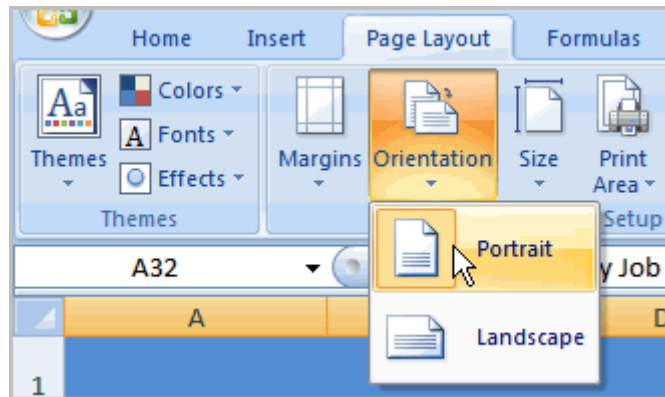 Home Insert Page Layout Formulas
Aa
Colors
A Fonts
Effects
Themes Margins Orientation Size Print
Area
Themes Setup
Portrait
A32 y Job
A
Landscape
1